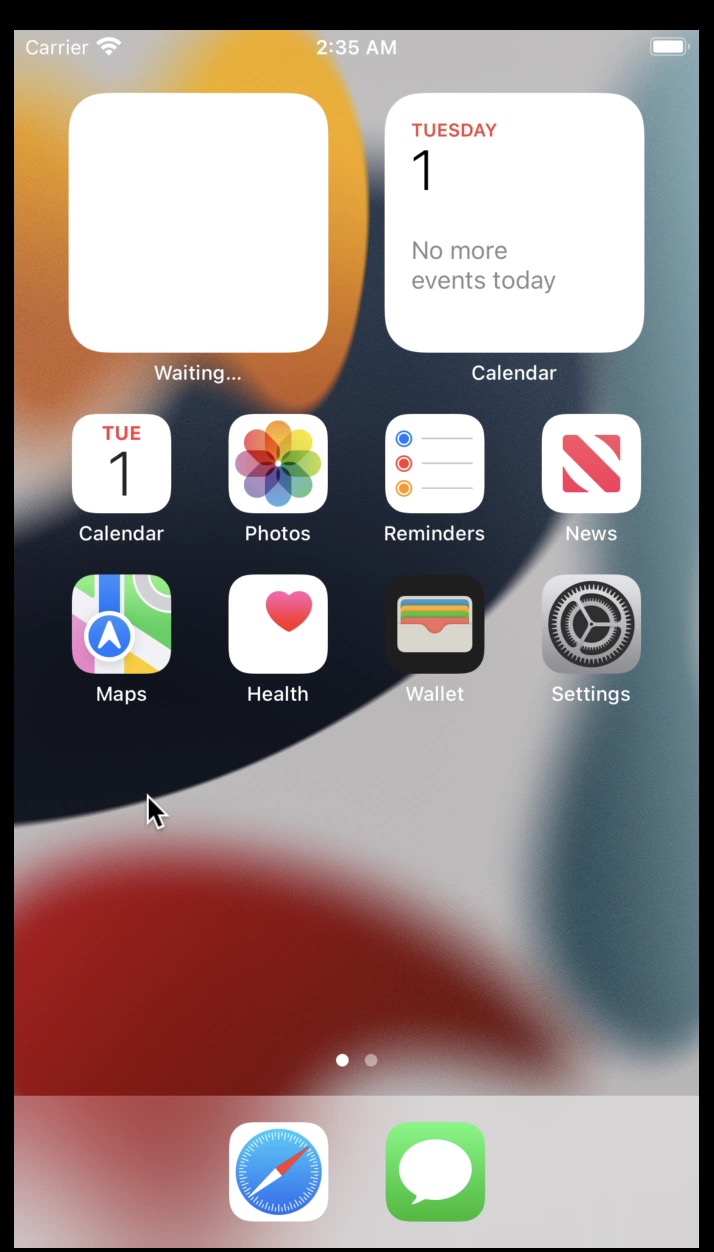 Carrier 2:35 AM
TUESDAY
1
No more
events today
Waiting... Calendar
TUE
1
Calendar Photos Reminders News
Maps Health Wallet Settings